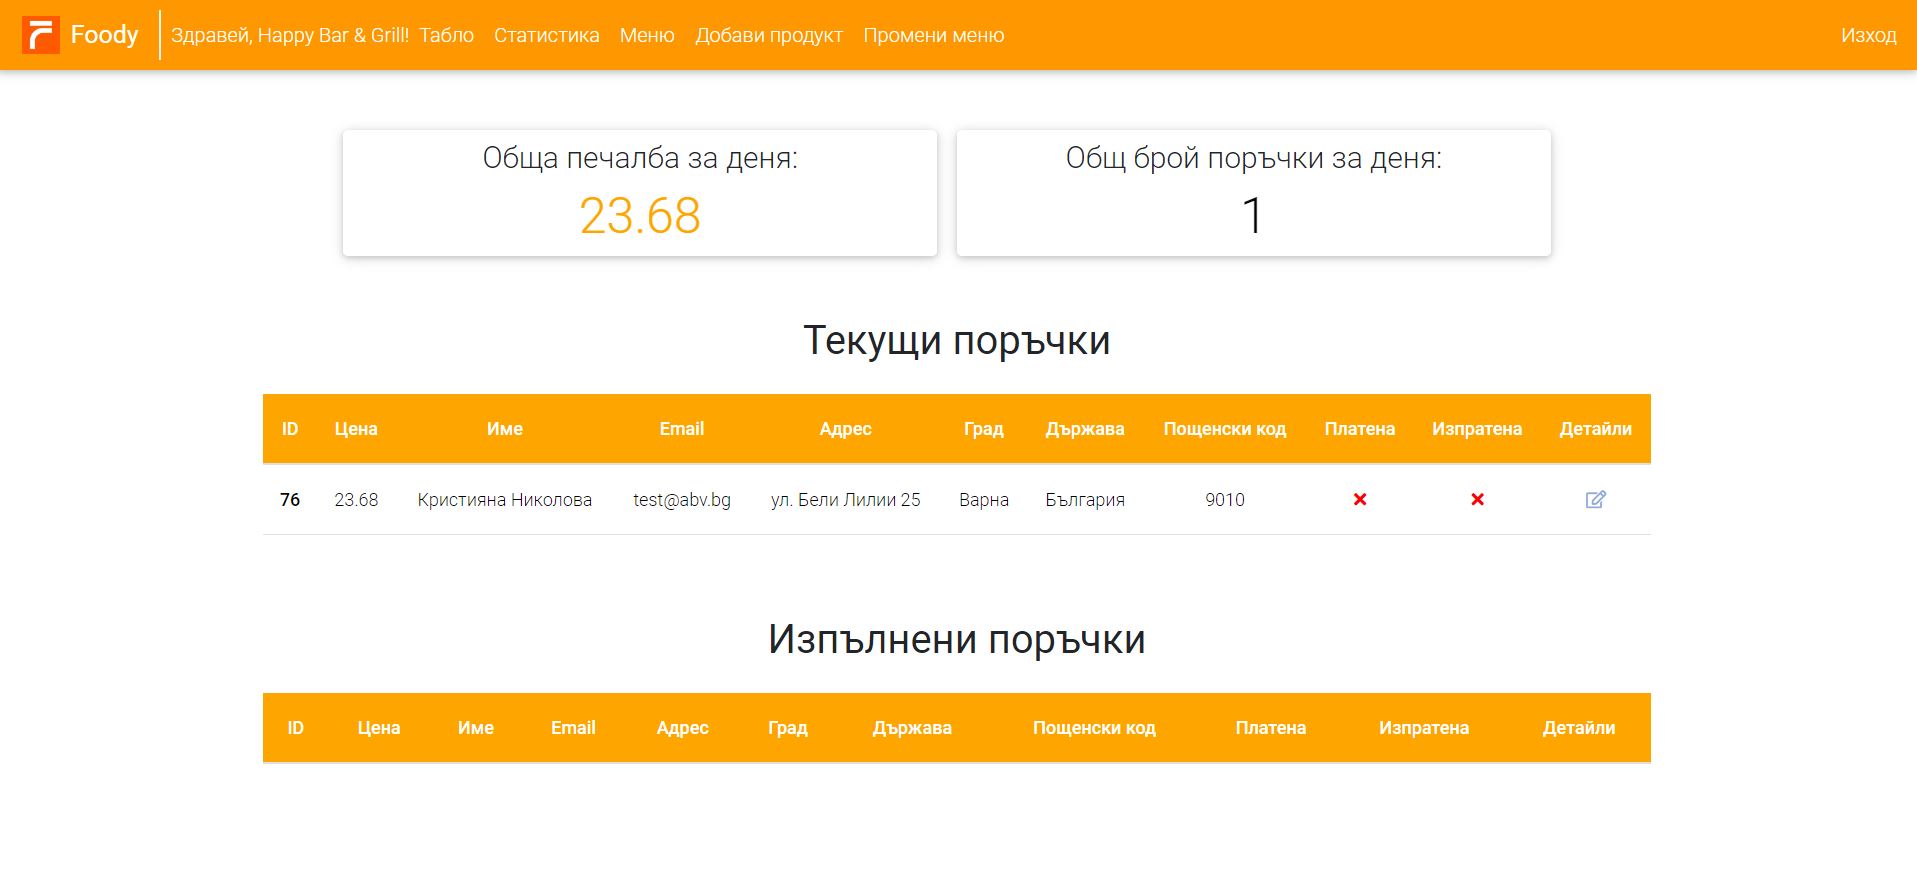 Foody Здравей, Happy Bar & Grill! Табло Статистика Меню Добави продукт Промени меню Изход
Обща печалба за деня:
23.68
Общ брой поръчки за деня:
1
Текущи поръчки
ID Цена Име Email Адрес Град Държава Пощенски код Платена Изпратена Детайли
76 23.68 Кристияна Николова test@abv.bg ул. Бели Лилии 25 Варна България 9010
Изпълнени поръчки
ID Цена Име Email Адрес Град Държава Пощенски код Платена Изпратена Детайли